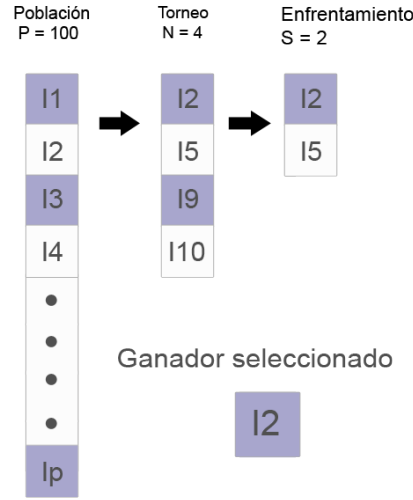 Población
P = 100
Torneo
N = 4
Enfrentamiento
S = 2
I1
I2
I3
I4
Ip
I2
I5
I9
I10
I2
I5
Ganador seleccionado
I2